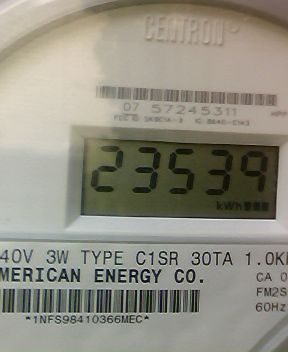 CENTRON®
07 57245311
23539
kWh
40V 3W TYPE C1SR 30TA 1.0K
MERICAN ENERGY CO.
CA 0
FM2S
60Hz
*1NFS98410366MEC*